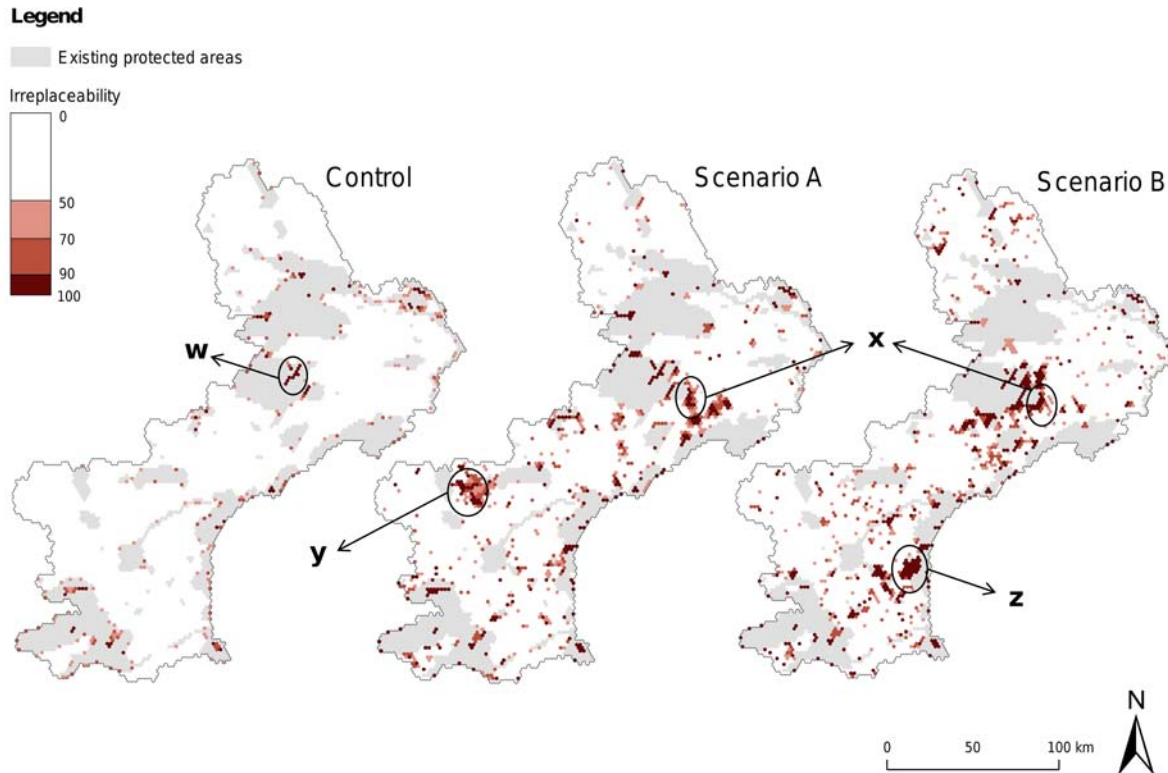 Legend
Existing protected areas
Irreplaceability
0
50
70
90
100
Control
Scenario A
Scenario B
w
x
y
z
N
0 50 100 km